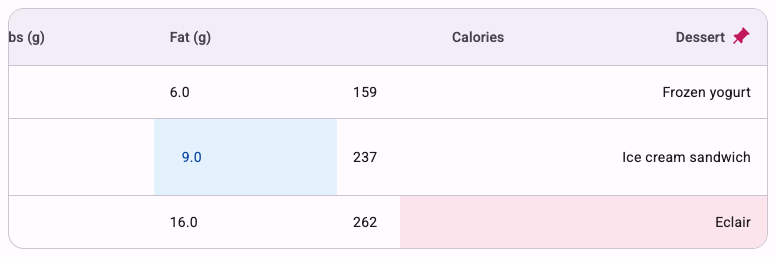 bs (g) Fat (g) Calories Dessert
6.0 159 Frozen yogurt
9.0 237 Ice cream sandwich
16.0 262 Eclair